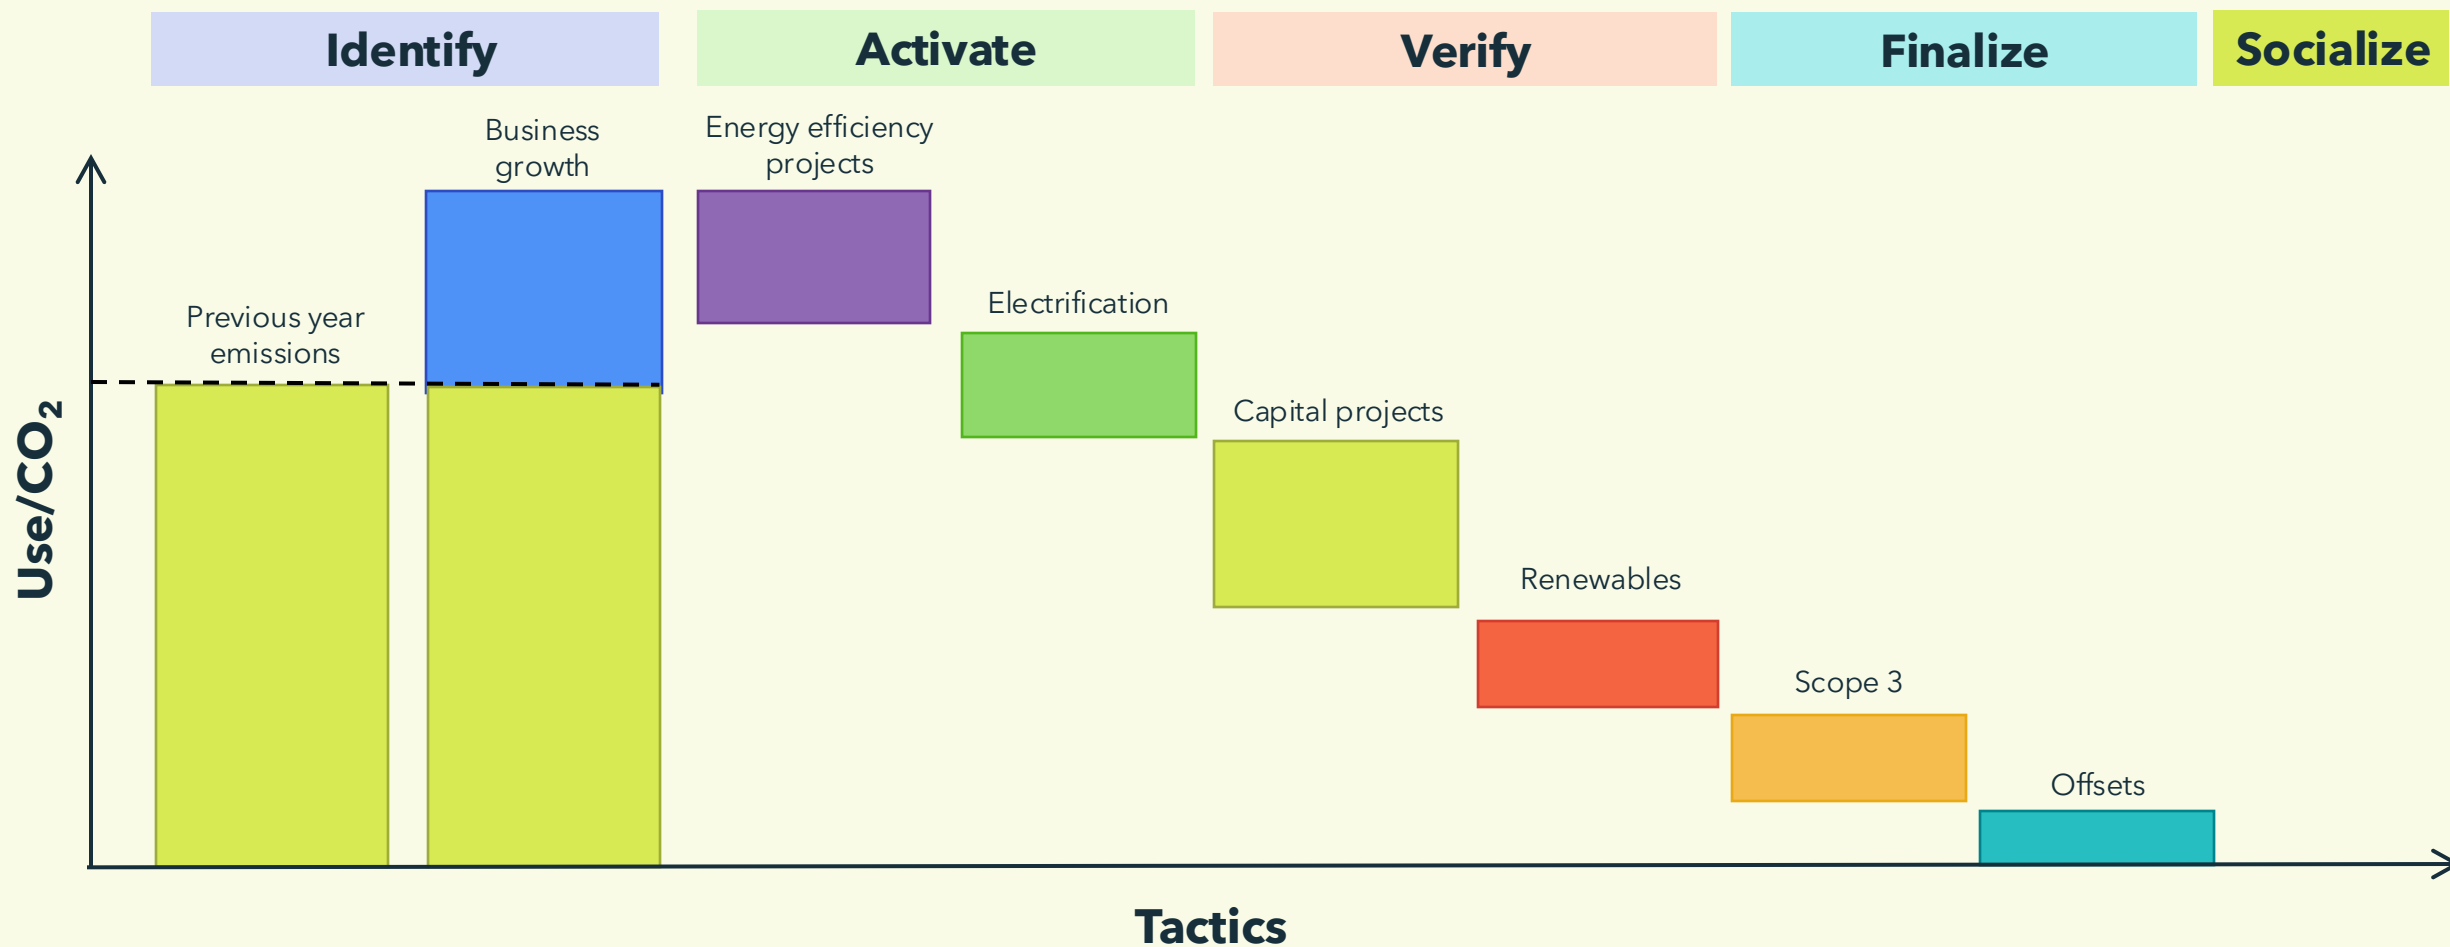 Identify
Activate
Verify
Finalize
Socialize
Business
growth
Energy efficiency
projects
Previous year
emissions
Electrification
Capital projects
Renewables
Scope 3
Offsets
Use/CO₂
Tactics